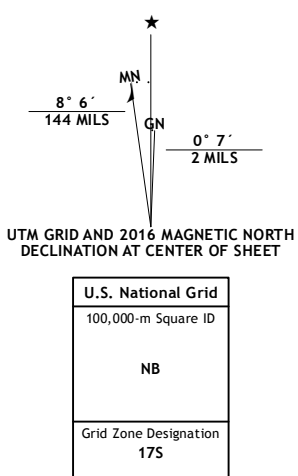 MN
8° 6´
144 MILS
GN
0° 7´
2 MILS
UTM GRID AND 2016 MAGNETIC NORTH
DECLINATION AT CENTER OF SHEET
U.S. National Grid
100,000-m Square ID
NB
Grid Zone Designation
17S